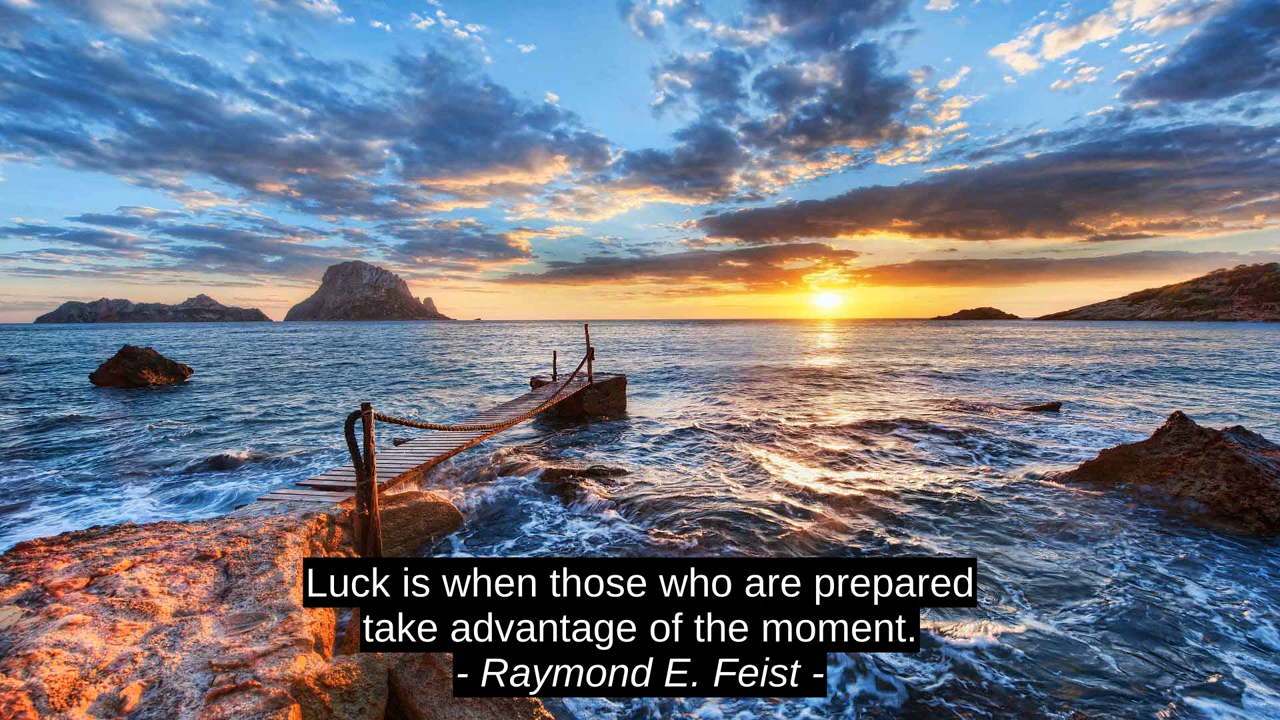 Luck is when those who are prepared
take advantage of the moment.
- Raymond E. Feist -